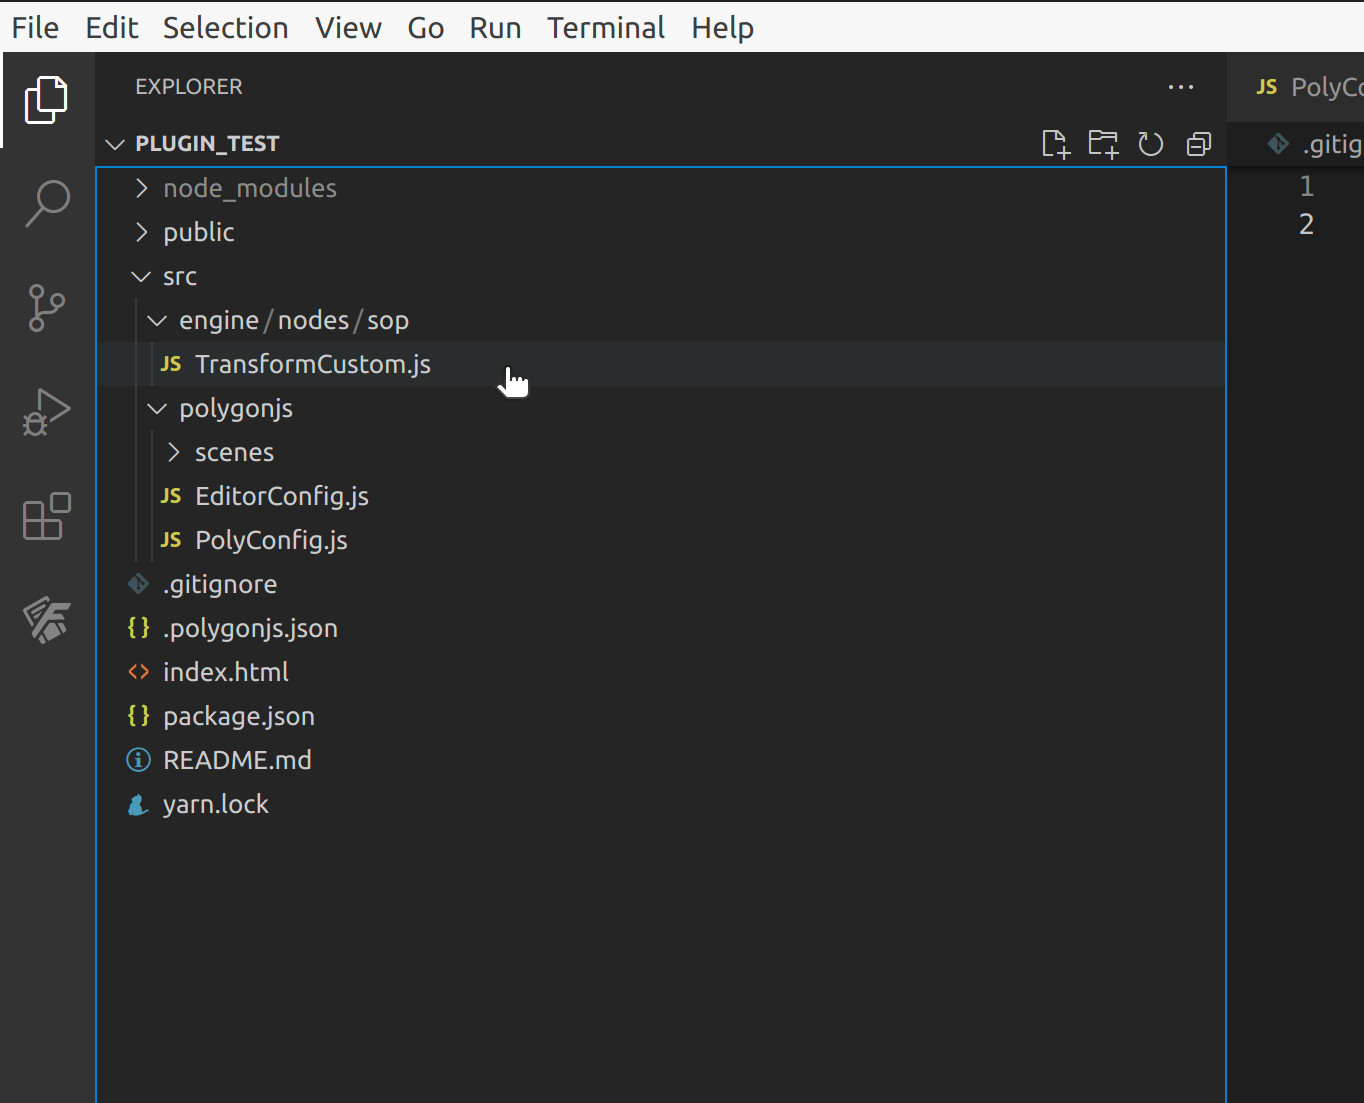 File Edit Selection View Go Run Terminal Help
EXPLORER
JS PolyCo
PLUGIN_TEST
.gitig
node_modules
1
public
2
src
engine/nodes/sop
JS TransformCustom.js
polygonjs
scenes
JS EditorConfig.js
JS PolyConfig.js
.gitignore
{} .polygonjs.json
<> index.html
{} package.json
README.md
yarn.lock